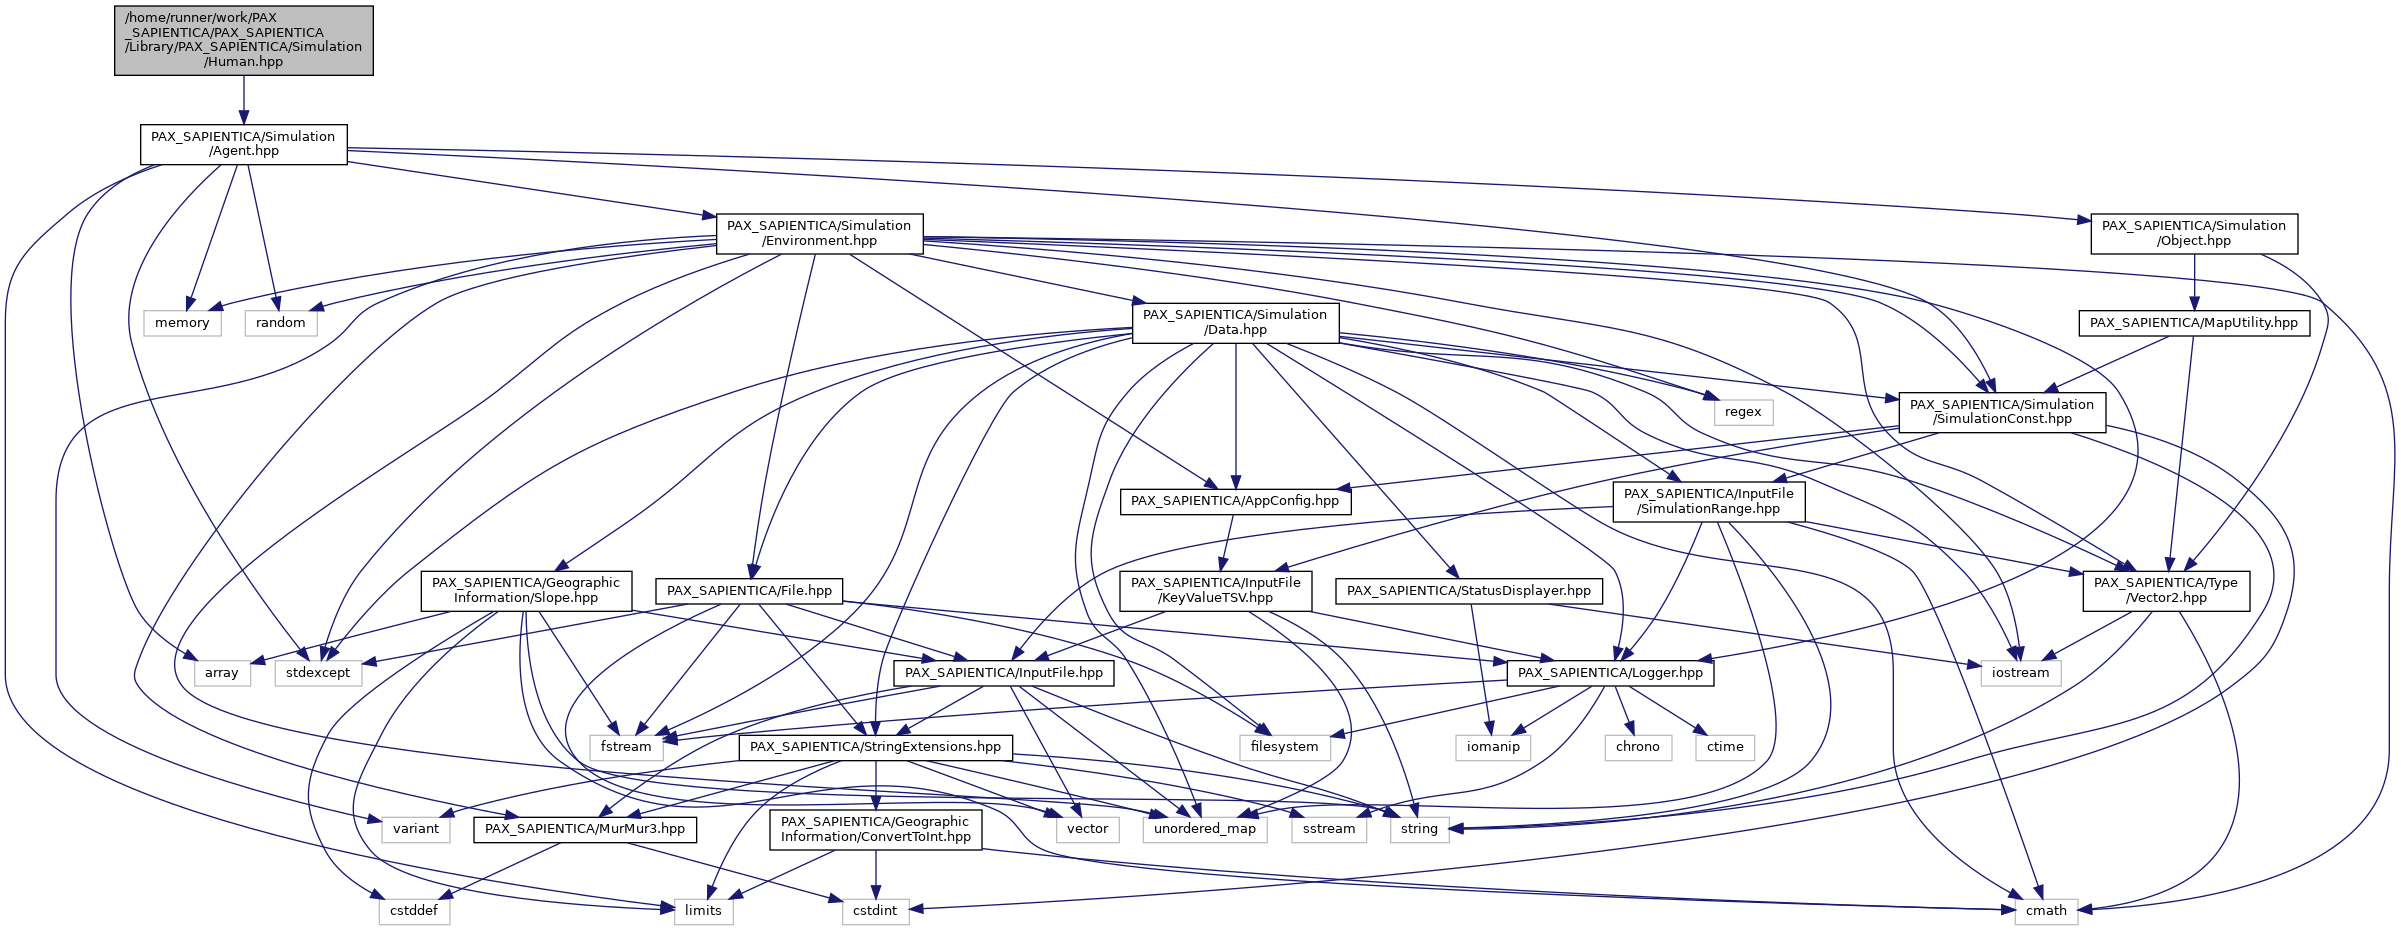 /home/runner/work/PAX
_SAPIENTICA/PAX_SAPIENTICA
/Library/PAX_SAPIENTICA/Simulation
/Human.hpp
PAX_SAPIENTICA/Simulation
/Agent.hpp
PAX_SAPIENTICA/Simulation
/Environment.hpp
PAX_SAPIENTICA/Simulation
/Object.hpp
memory
random
PAX_SAPIENTICA/Simulation
/Data.hpp
PAX_SAPIENTICA/MapUtility.hpp
regex
PAX_SAPIENTICA/Simulation
/SimulationConst.hpp
PAX_SAPIENTICA/AppConfig.hpp
PAX_SAPIENTICA/InputFile
/SimulationRange.hpp
PAX_SAPIENTICA/Geographic
Information/Slope.hpp
PAX_SAPIENTICA/File.hpp
PAX_SAPIENTICA/InputFile
/KeyValueTSV.hpp
PAX_SAPIENTICA/StatusDisplayer.hpp
PAX_SAPIENTICA/Type
/Vector2.hpp
array
stdexcept
PAX_SAPIENTICA/InputFile.hpp
PAX_SAPIENTICA/Logger.hpp
iostream
fstream
PAX_SAPIENTICA/StringExtensions.hpp
filesystem
iomanip
chrono
ctime
variant
PAX_SAPIENTICA/MurMur3.hpp
PAX_SAPIENTICA/Geographic
Information/ConvertToInt.hpp
vector
unordered_map
sstream
string
cstddef
limits
cstdint
cmath